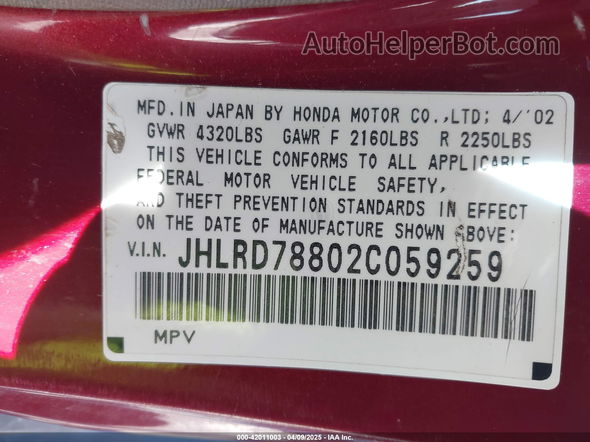 AutoHelperBot.com
MFD. IN JAPAN BY HONDA MOTOR CO.,LTD; 4/'02
GVWR 4320LBS GAWR F 2160LBS R 2250LBS
THIS VEHICLE CONFORMS TO ALL APPLICABLE
FEDERAL MOTOR VEHICLE SAFETY,
AND THEFT PREVENTION STANDARDS IN EFFECT
ON THE DATE OF MANUFACTURE SHOWN ABOVE:
V.I.N. JHLRD78802C059259
MPV
000-42011003 - 04/09/2025 - IAA Inc.